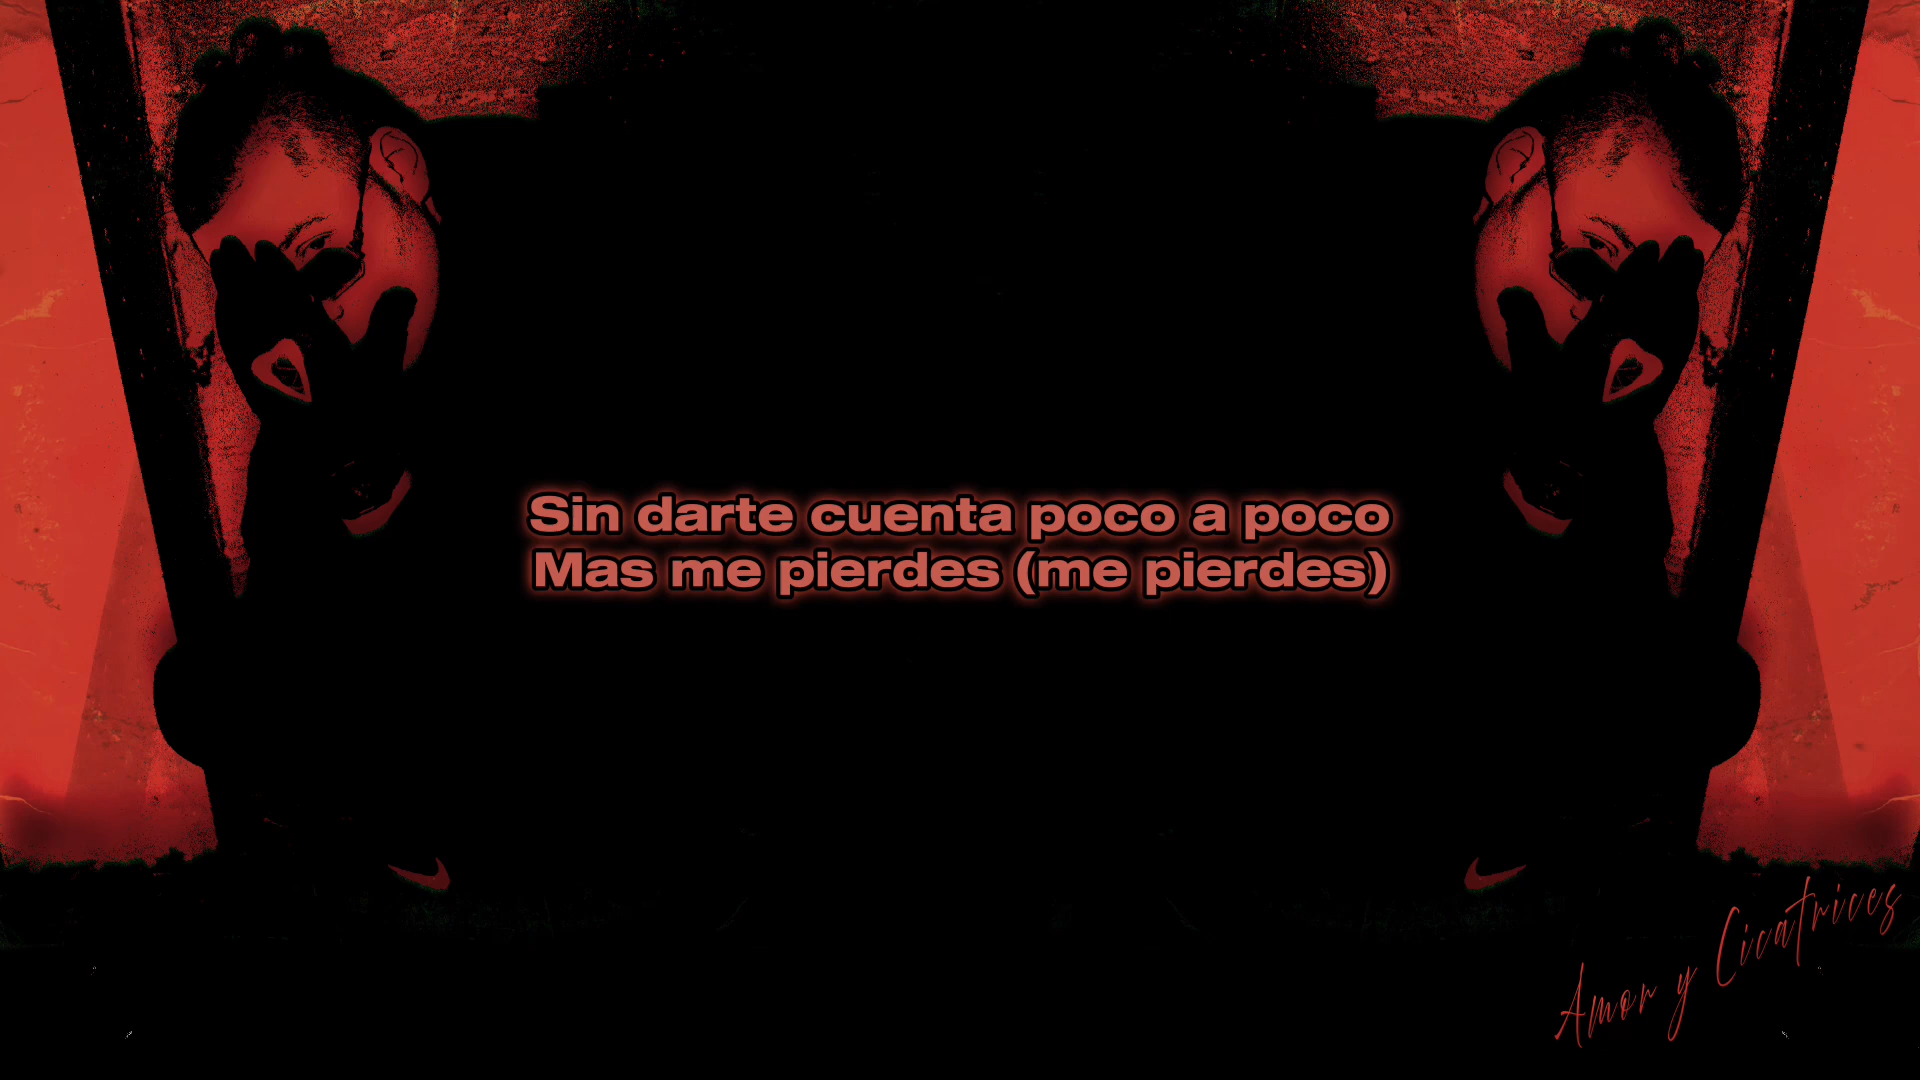 Sin darte cuenta poco a poco
Mas me pierdes (me pierdes)
Amor y Cicatrices